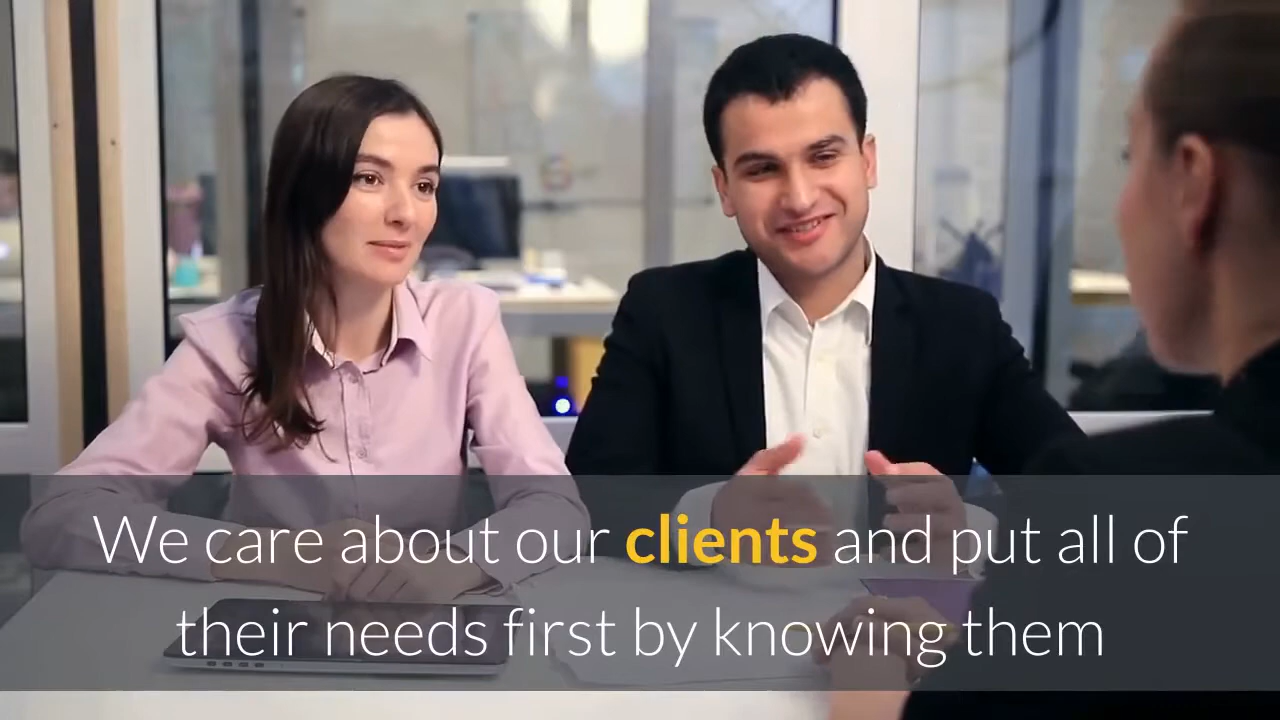 We care about our clients and put all of
their needs first by knowing them